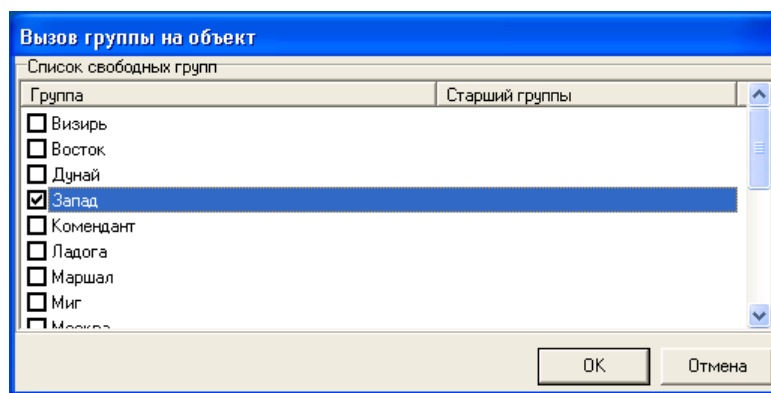 Вызов группы на объект
Список свободных групп
Группа Старший группы
Визирь
Восток
Дунай
Запад
Комендант
Ладога
Маршал
Миг
OK Отмена